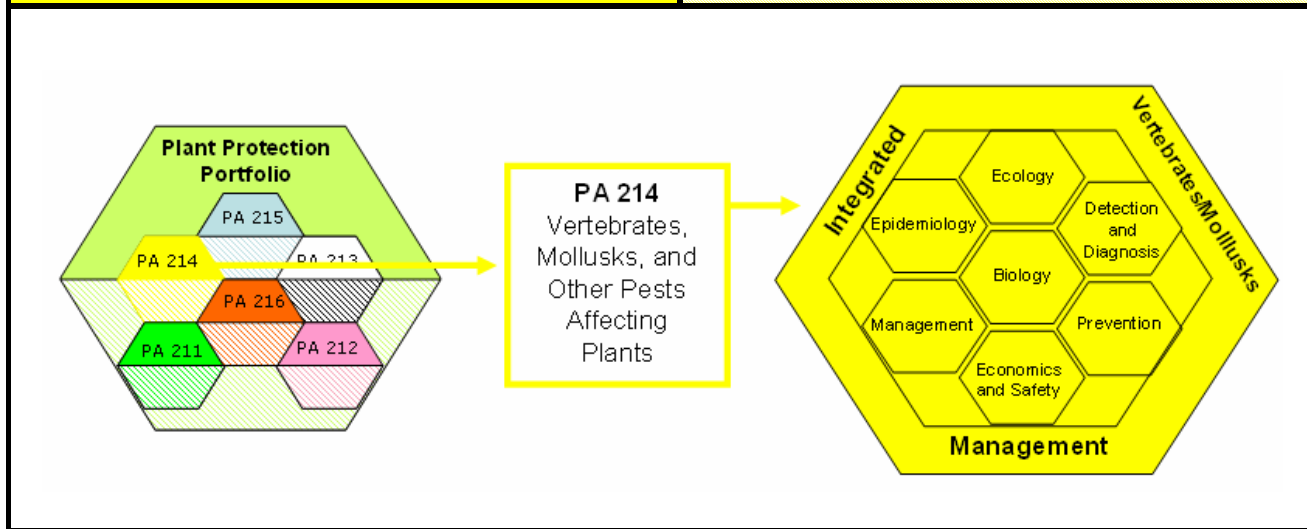 Plant Protection
Portfolio
PA 215
PA 214
PA 213
PA 216
PA 211
PA 212
PA 214
Vertebrates,
Mollusks, and
Other Pests
Affecting
Plants
Integrated
Vertebrates/Molllusks
Ecology
Epidemiology
Detection
and
Diagnosis
Biology
Management
Prevention
Economics
and Safety
Management